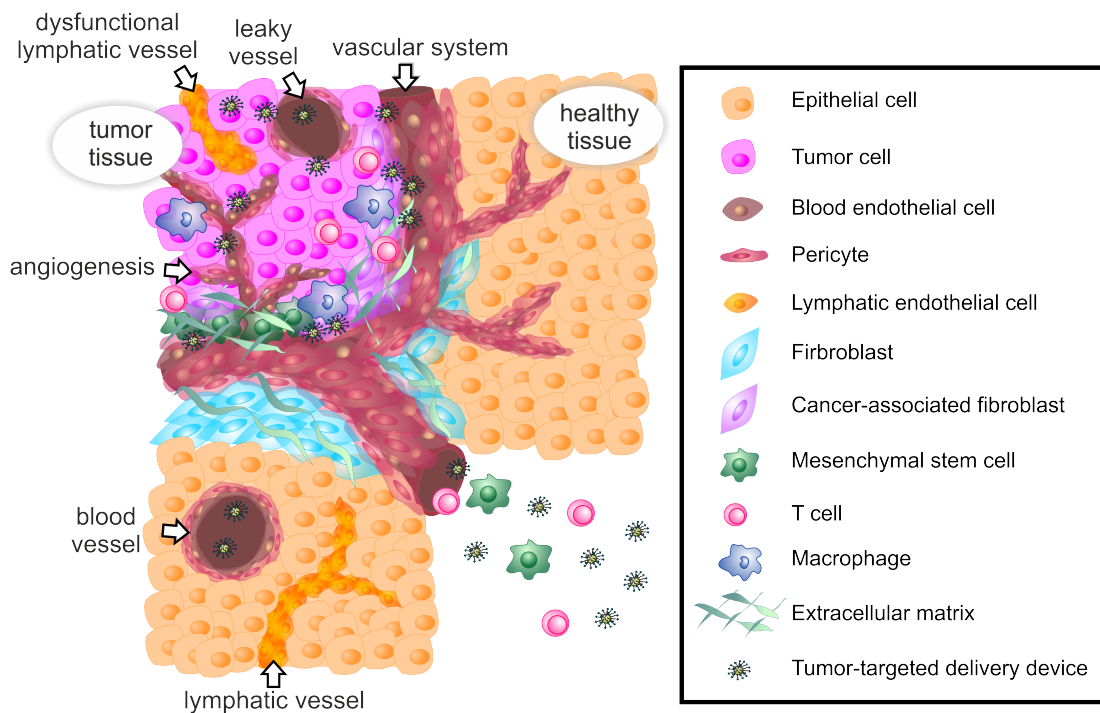 dysfunctional
lymphatic vessel
leaky
vessel
vascular system
tumor
tissue
healthy
tissue
angiogenesis
blood
vessel
lymphatic vessel
Epithelial cell
Tumor cell
Blood endothelial cell
Pericyte
Lymphatic endothelial cell
Firbroblast
Cancer-associated fibroblast
Mesenchymal stem cell
T cell
Macrophage
Extracellular matrix
Tumor-targeted delivery device